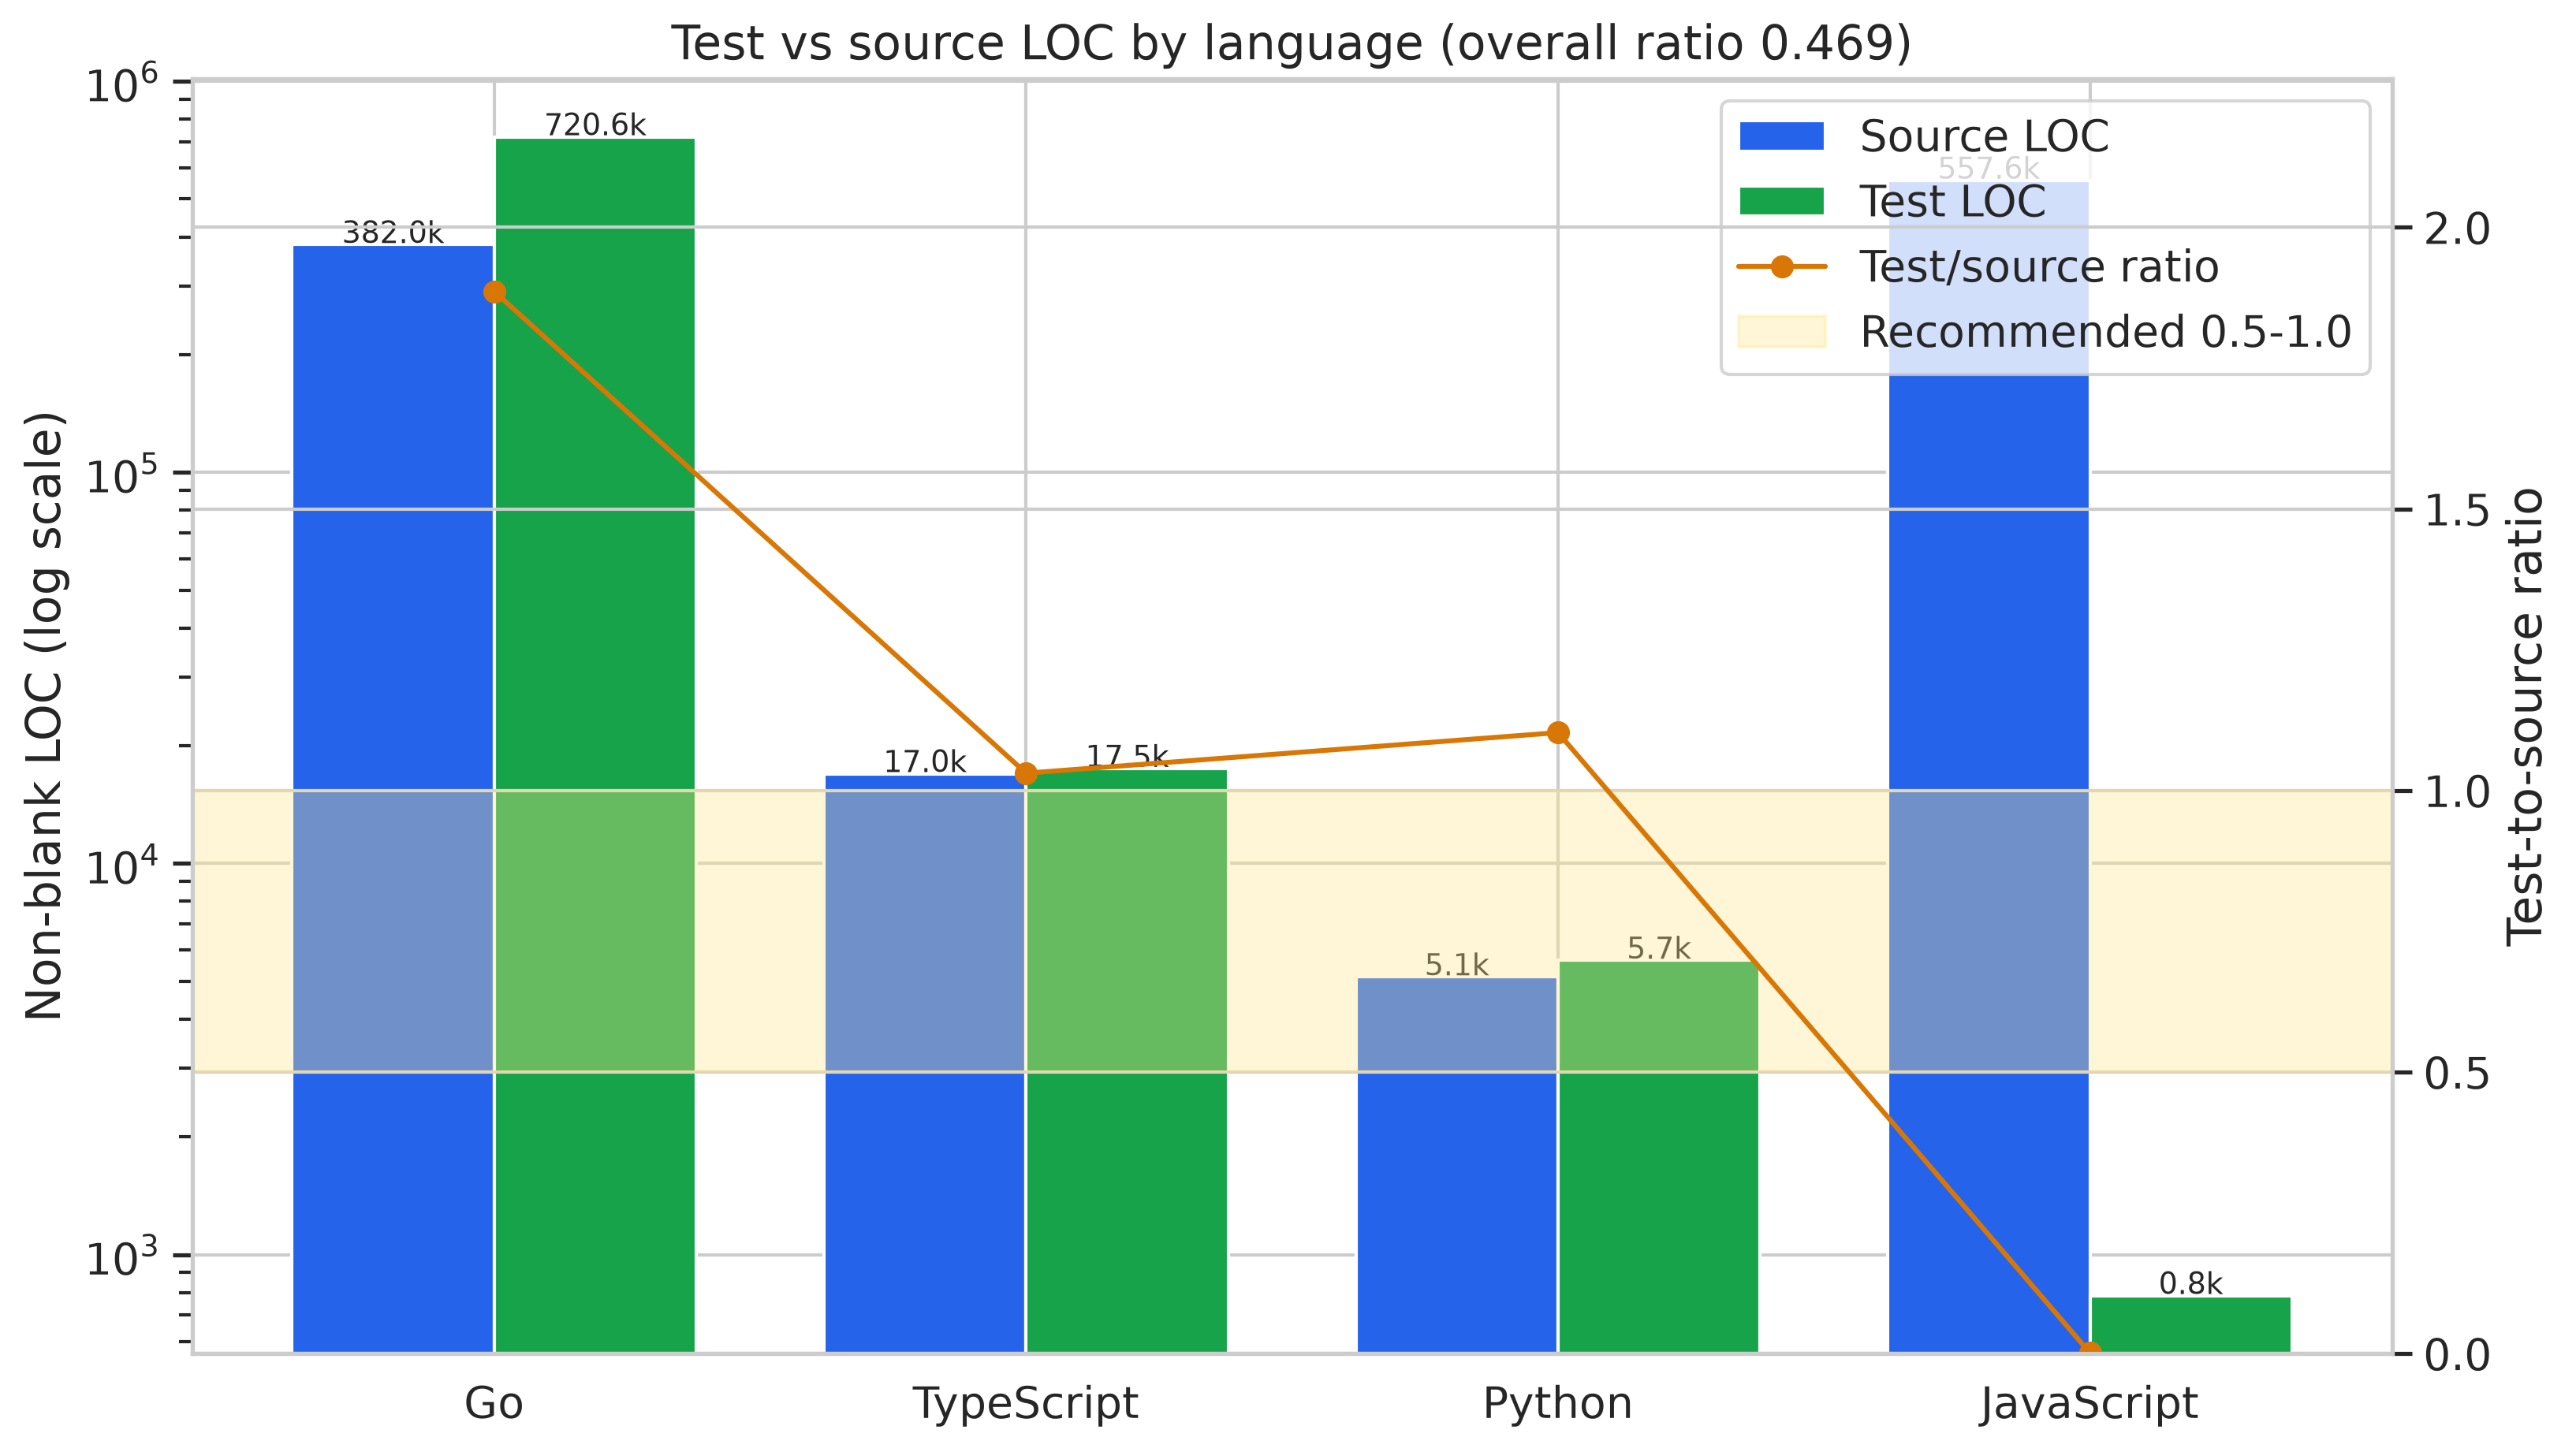 Test vs source LOC by language (overall ratio 0.469)
Non-blank LOC (log scale)
10^6
10^5
10^4
10^3
Source LOC
Test LOC
Test/source ratio
Recommended 0.5-1.0
382.0k
720.6k
17.0k
17.5k
5.1k
5.7k
557.6k
0.8k
2.0
1.5
1.0
0.5
0.0
Test-to-source ratio
Go
TypeScript
Python
JavaScript